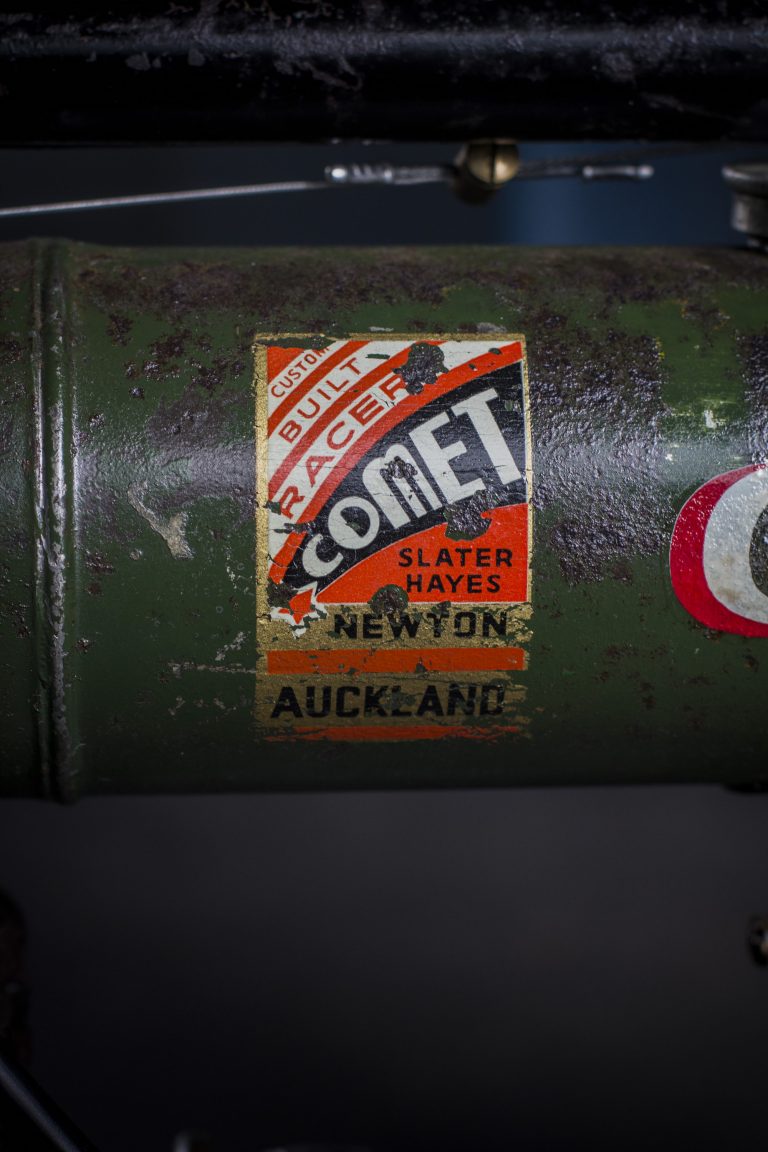 CUSTOM
BUILT
RACER
COMET
SLATER
HAYES
NEWTON
AUCKLAND